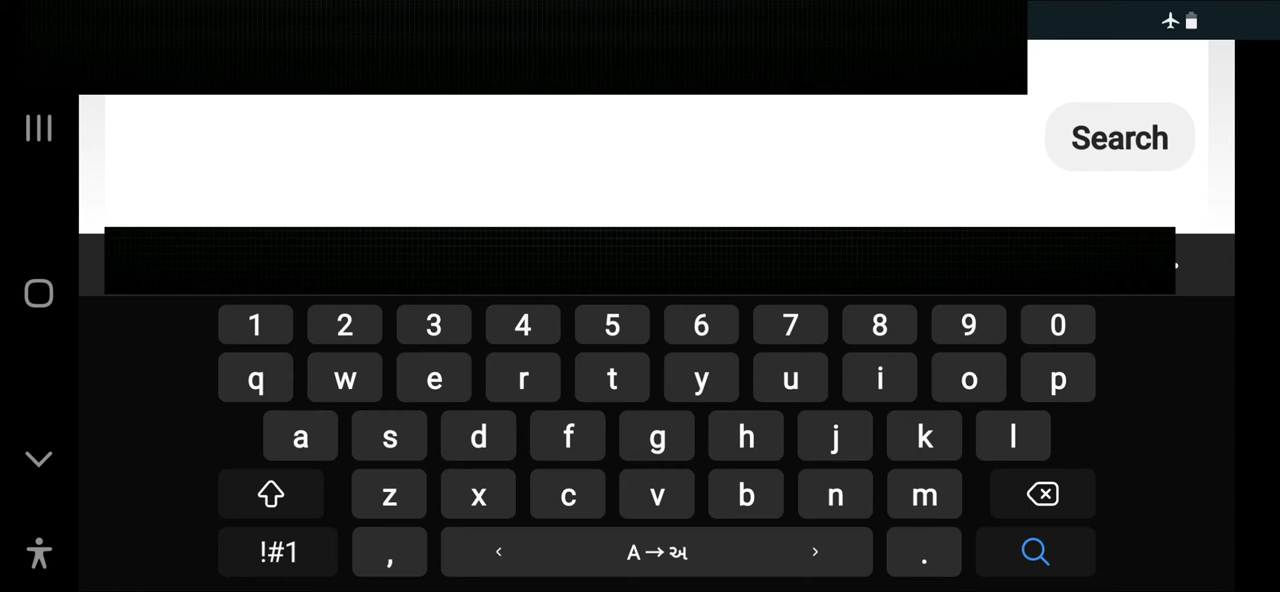 Search
1 2 3 4 5 6 7 8 9 0
q w e r t y u i o p
a s d f g h j k l
z x c v b n m
!#1 , < A→અ > .